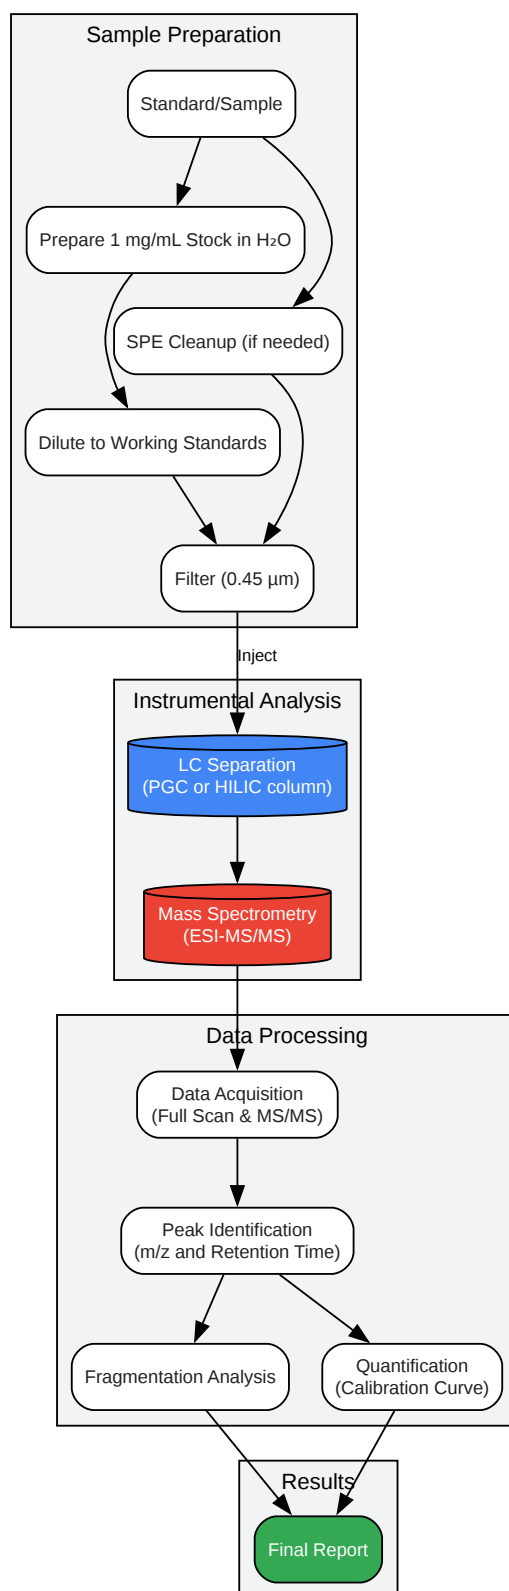 Sample Preparation
Standard/Sample
Prepare 1 mg/mL Stock in H₂O
SPE Cleanup (if needed)
Dilute to Working Standards
Filter (0.45 µm)
Inject
Instrumental Analysis
LC Separation
(PGC or HILIC column)
Mass Spectrometry
(ESI-MS/MS)
Data Processing
Data Acquisition
(Full Scan & MS/MS)
Peak Identification
(m/z and Retention Time)
Fragmentation Analysis
Quantification
(Calibration Curve)
Results
Final Report